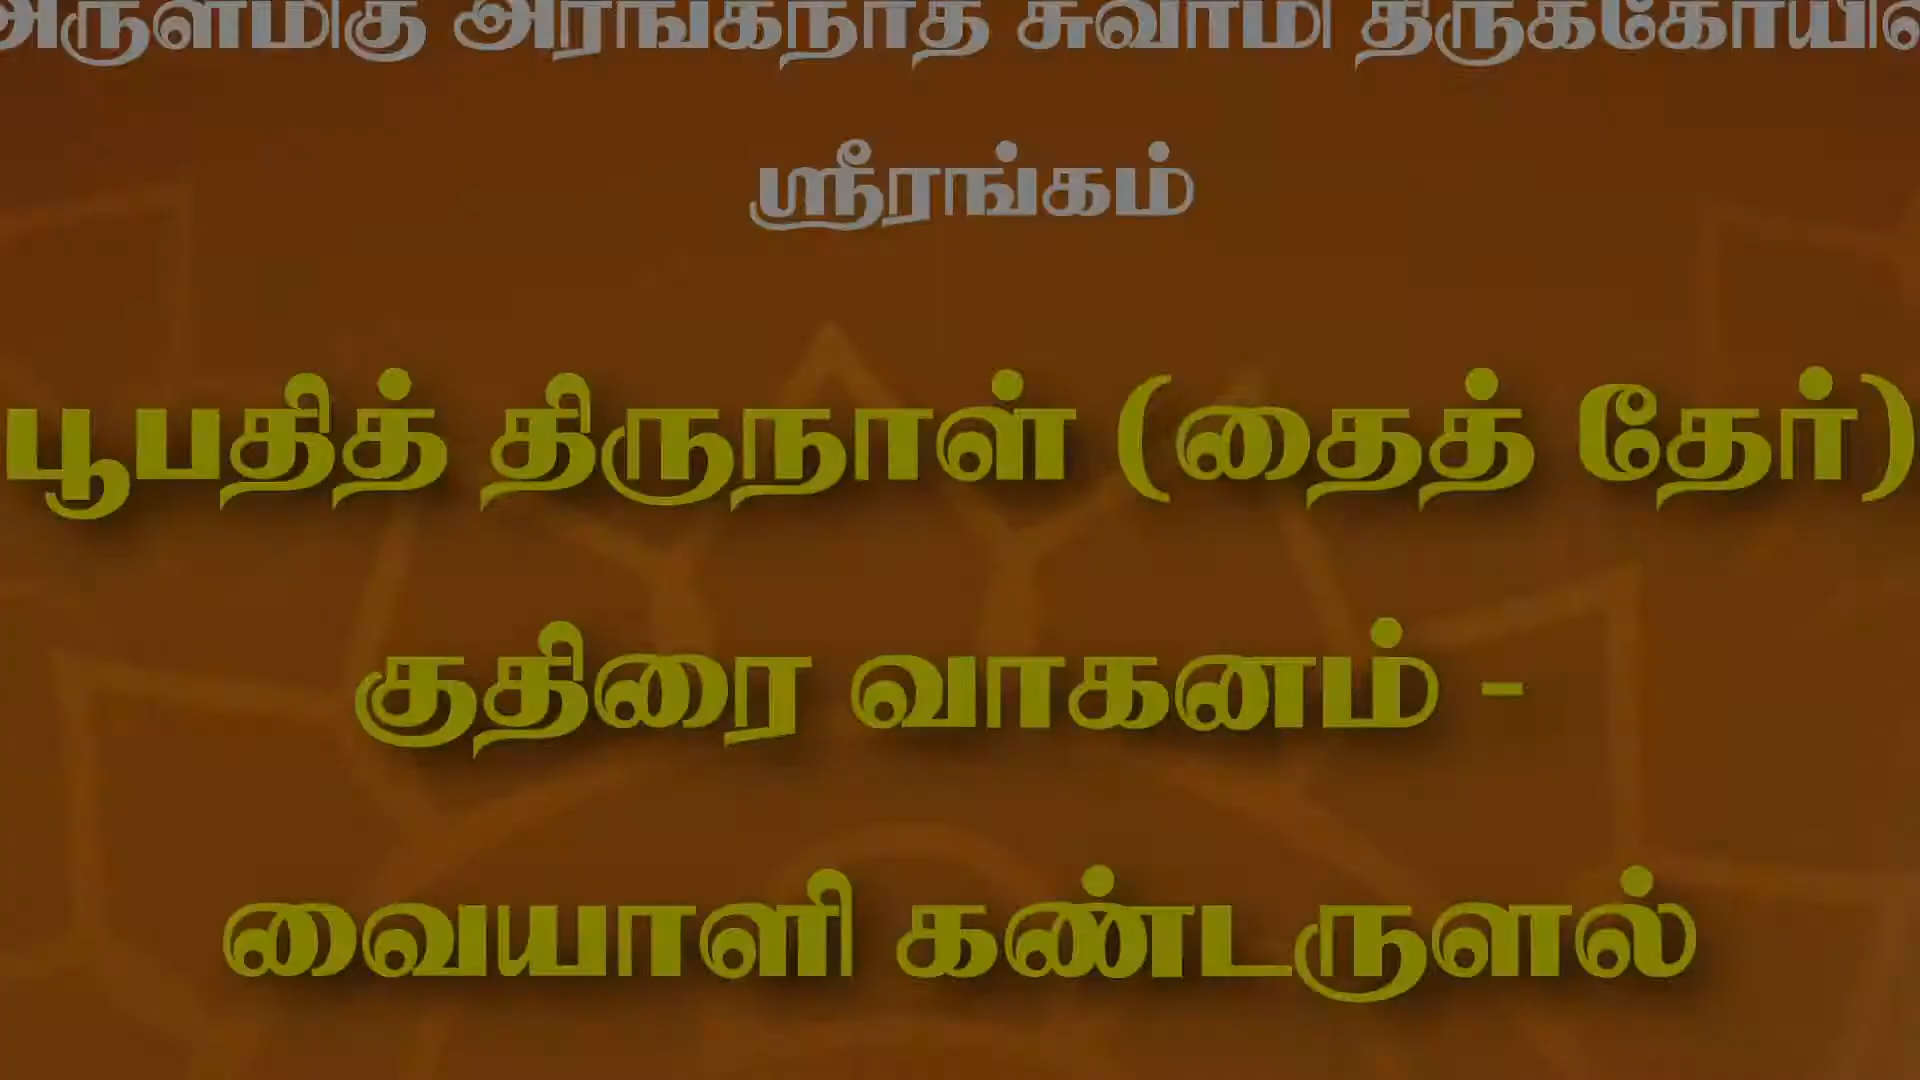 அருள்மிகு அரங்கநாத சுவாமி திருக்கோயில்
ஸ்ரீரங்கம்
பூபதித் திருநாள் (தைத் தேர்)
குதிரை வாகனம் -
வையாளி கண்டருளல்